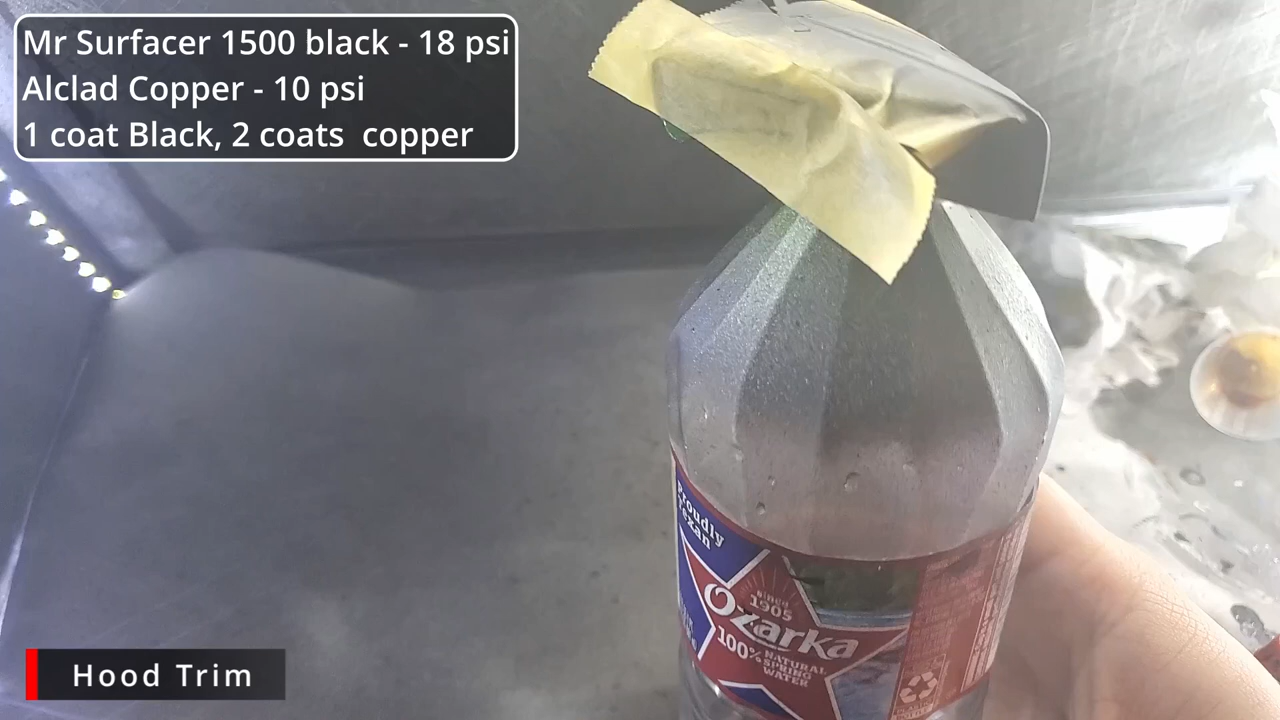 Mr Surfacer 1500 black - 18 psi
Alclad Copper - 10 psi
1 coat Black, 2 coats  copper
Proudly
Texan
since
1905
Ozarka
100% NATURAL
SPRING
WATER
Hood Trim